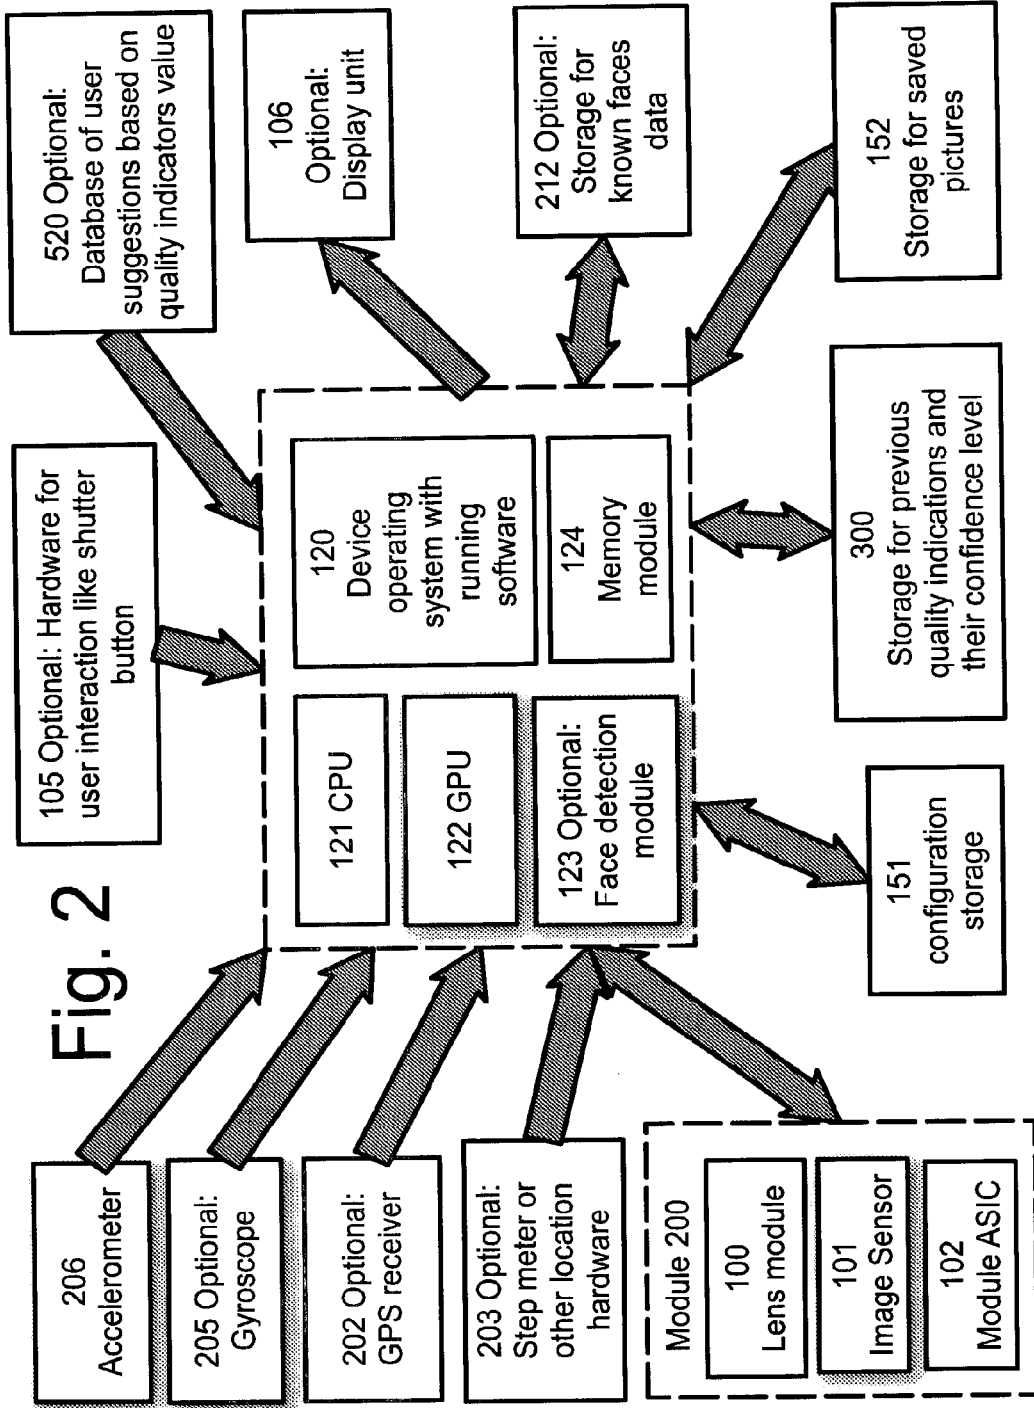 Fig. 2
206
Accelerometer
205 Optional:
Gyroscope
202 Optional:
GPS receiver
203 Optional:
Step meter or
other location
hardware
Module 200
100
Lens module
101
Image Sensor
102
Module ASIC
105 Optional: Hardware for
user interaction like shutter
button
121 CPU
122 GPU
123 Optional:
Face detection
module
120
Device
operating
system with
running
software
124
Memory
module
151
configuration
storage
300
Storage for previous
quality indications and
their confidence level
520 Optional:
Database of user
suggestions based on
quality indicators value
106
Optional:
Display unit
212 Optional:
Storage for
known faces
data
152
Storage for saved
pictures